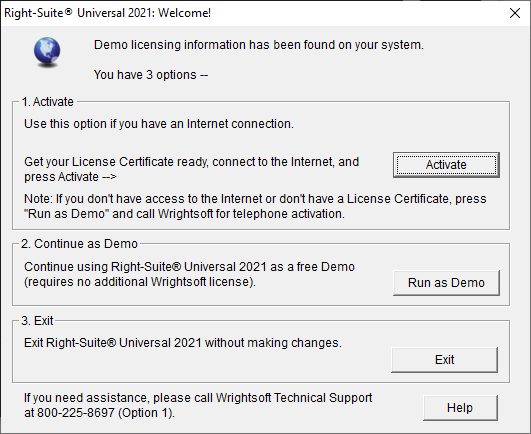 Right-Suite® Universal 2021: Welcome!
Demo licensing information has been found on your system.
You have 3 options --
1. Activate
Use this option if you have an Internet connection.
Get your License Certificate ready, connect to the Internet, and
press Activate -->
Activate
Note: If you don't have access to the Internet or don't have a License Certificate, press
"Run as Demo" and call Wrightsoft for telephone activation.
2. Continue as Demo
Continue using Right-Suite® Universal 2021 as a free Demo
(requires no additional Wrightsoft license).
Run as Demo
3. Exit
Exit Right-Suite® Universal 2021 without making changes.
Exit
If you need assistance, please call Wrightsoft Technical Support
at 800-225-8697 (Option 1).
Help